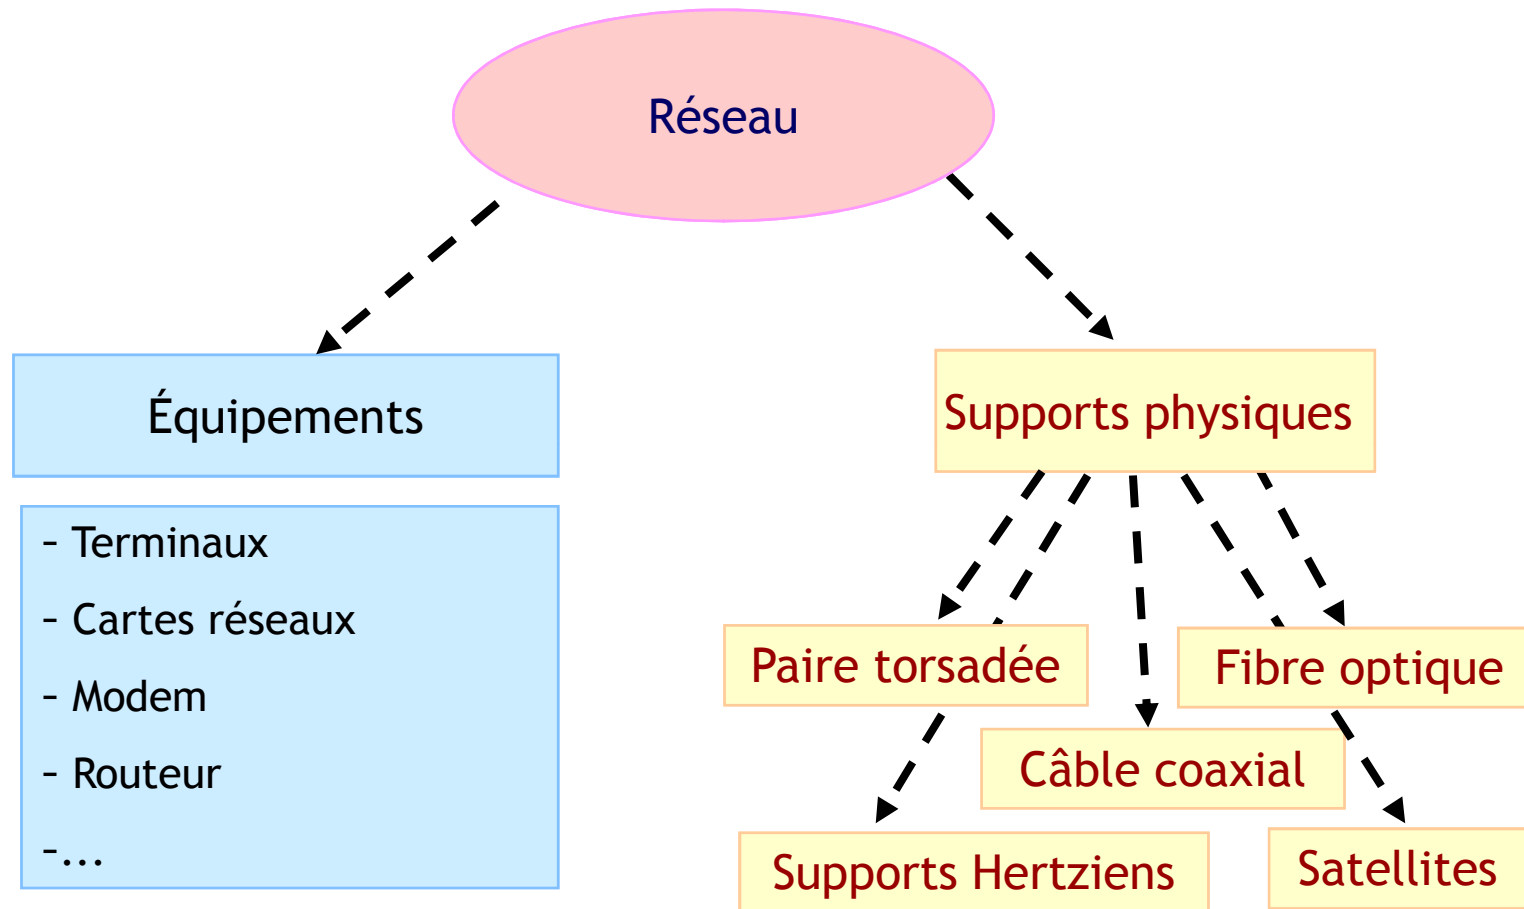 Réseau
Équipements
Supports physiques
- Terminaux
- Cartes réseaux
- Modem
- Routeur
-...
Paire torsadée
Fibre optique
Câble coaxial
Supports Hertziens
Satellites